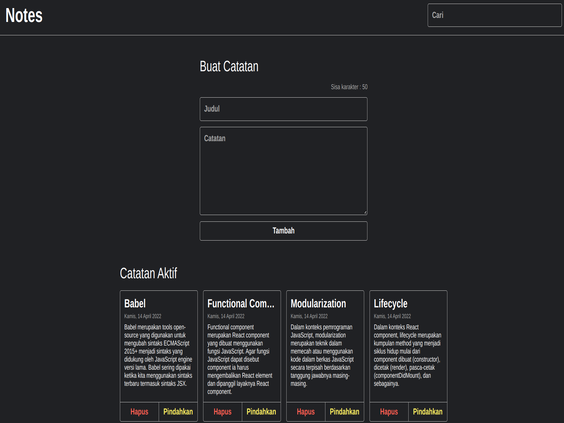 Notes
Cari
Buat Catatan
Sisa karakter : 50
Judul
Catatan
Tambah
Catatan Aktif
Babel
Kamis, 14 April 2022
Babel merupakan tools open-
source yang digunakan untuk
mengubah sintaks ECMAScript
2015+ menjadi sintaks yang
didukung oleh JavaScript engine
versi lama. Babel sering dipakai
ketika kita menggunakan sintaks
terbaru termasuk sintaks JSX.
Hapus
Pindahkan
Functional Com...
Kamis, 14 April 2022
Functional component
merupakan React component
yang dibuat menggunakan
fungsi JavaScript. Agar fungsi
JavaScript dapat disebut
component ia harus
mengembalikan React element
dan dipanggil layaknya React
component.
Hapus
Pindahkan
Modularization
Kamis, 14 April 2022
Dalam konteks pemrograman
JavaScript, modularization
merupakan teknik dalam
memecah atau menggunakan
kode dalam berkas JavaScript
secara terpisah berdasarkan
tanggung jawabnya masing-
masing.
Hapus
Pindahkan
Lifecycle
Kamis, 14 April 2022
Dalam konteks React
component, lifecycle merupakan
kumpulan method yang menjadi
siklus hidup mulai dari
component dibuat (constructor),
dicetak (render), pasca-cetak
(componentDidMount), dan
sebagainya.
Hapus
Pindahkan